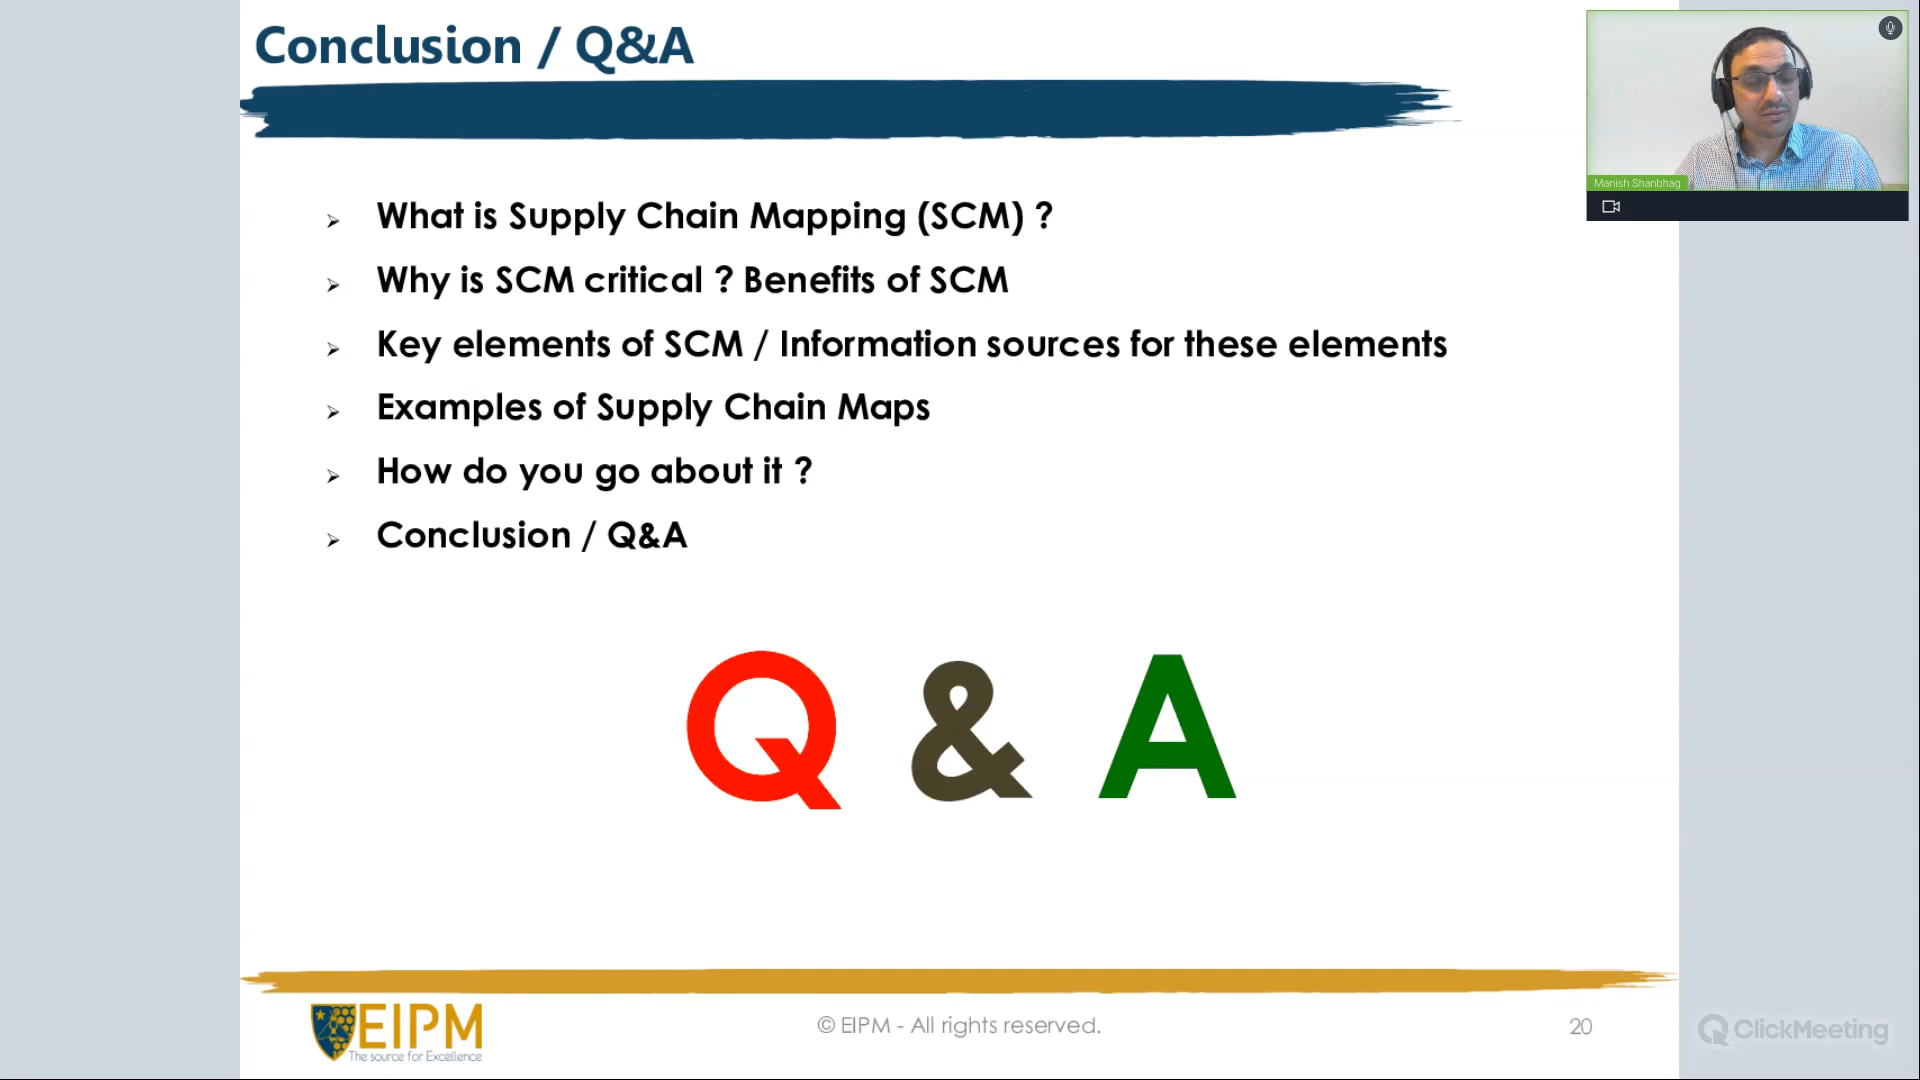 Conclusion / Q&A
Manish Shanbhag
➢ What is Supply Chain Mapping (SCM) ?
➢ Why is SCM critical ? Benefits of SCM
➢ Key elements of SCM / Information sources for these elements
➢ Examples of Supply Chain Maps
➢ How do you go about it ?
➢ Conclusion / Q&A
Q & A
EIPM
The source for Excellence
© EIPM - All rights reserved.
20
ClickMeeting